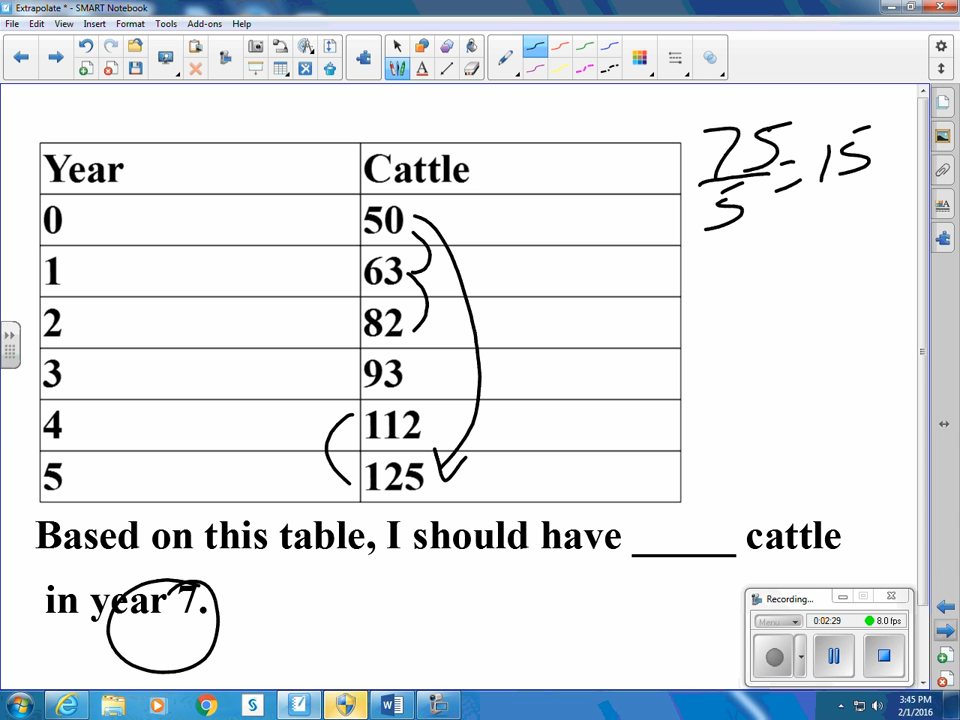 Extrapolate * - SMART Notebook
File Edit View Insert Format Tools Add-ons Help
Year Cattle
0 50
1 63
2 82
3 93
4 112
5 125
75
5
= 15
Based on this table, I should have _____ cattle
in year 7.
Recording...
Menu 0:02:29 8.0 fps
3:45 PM
2/1/2016